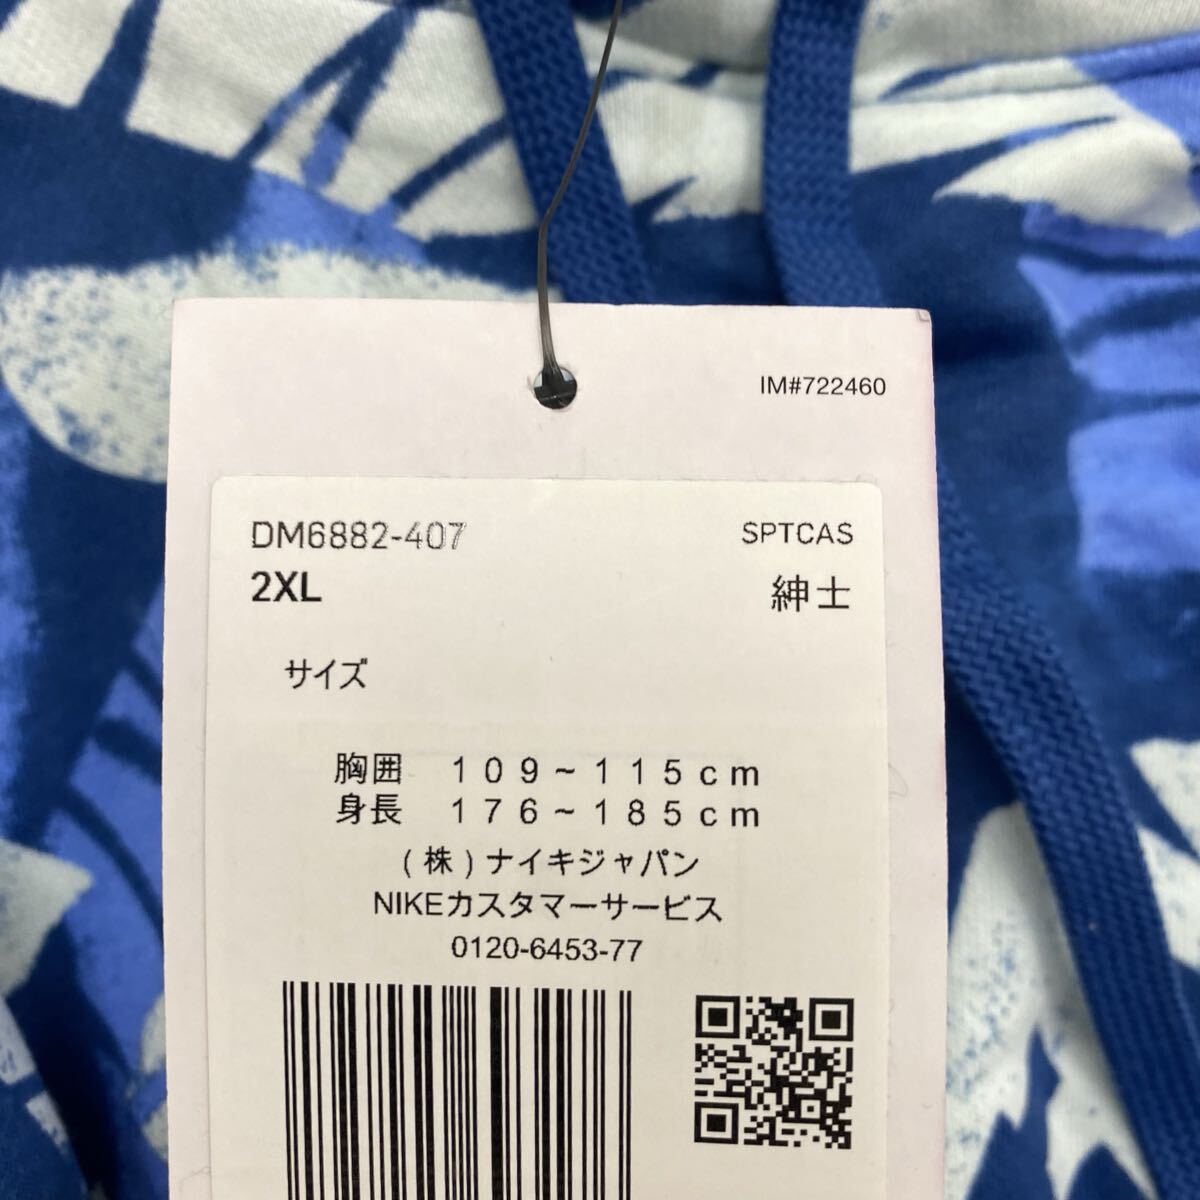 IM#722460
DM6882-407
SPTCAS
2XL
紳士
サイズ
胸囲　１０９～１１５ｃｍ
身長　１７６～１８５ｃｍ
(株)ナイキジャパン
NIKEカスタマーサービス
0120-6453-77